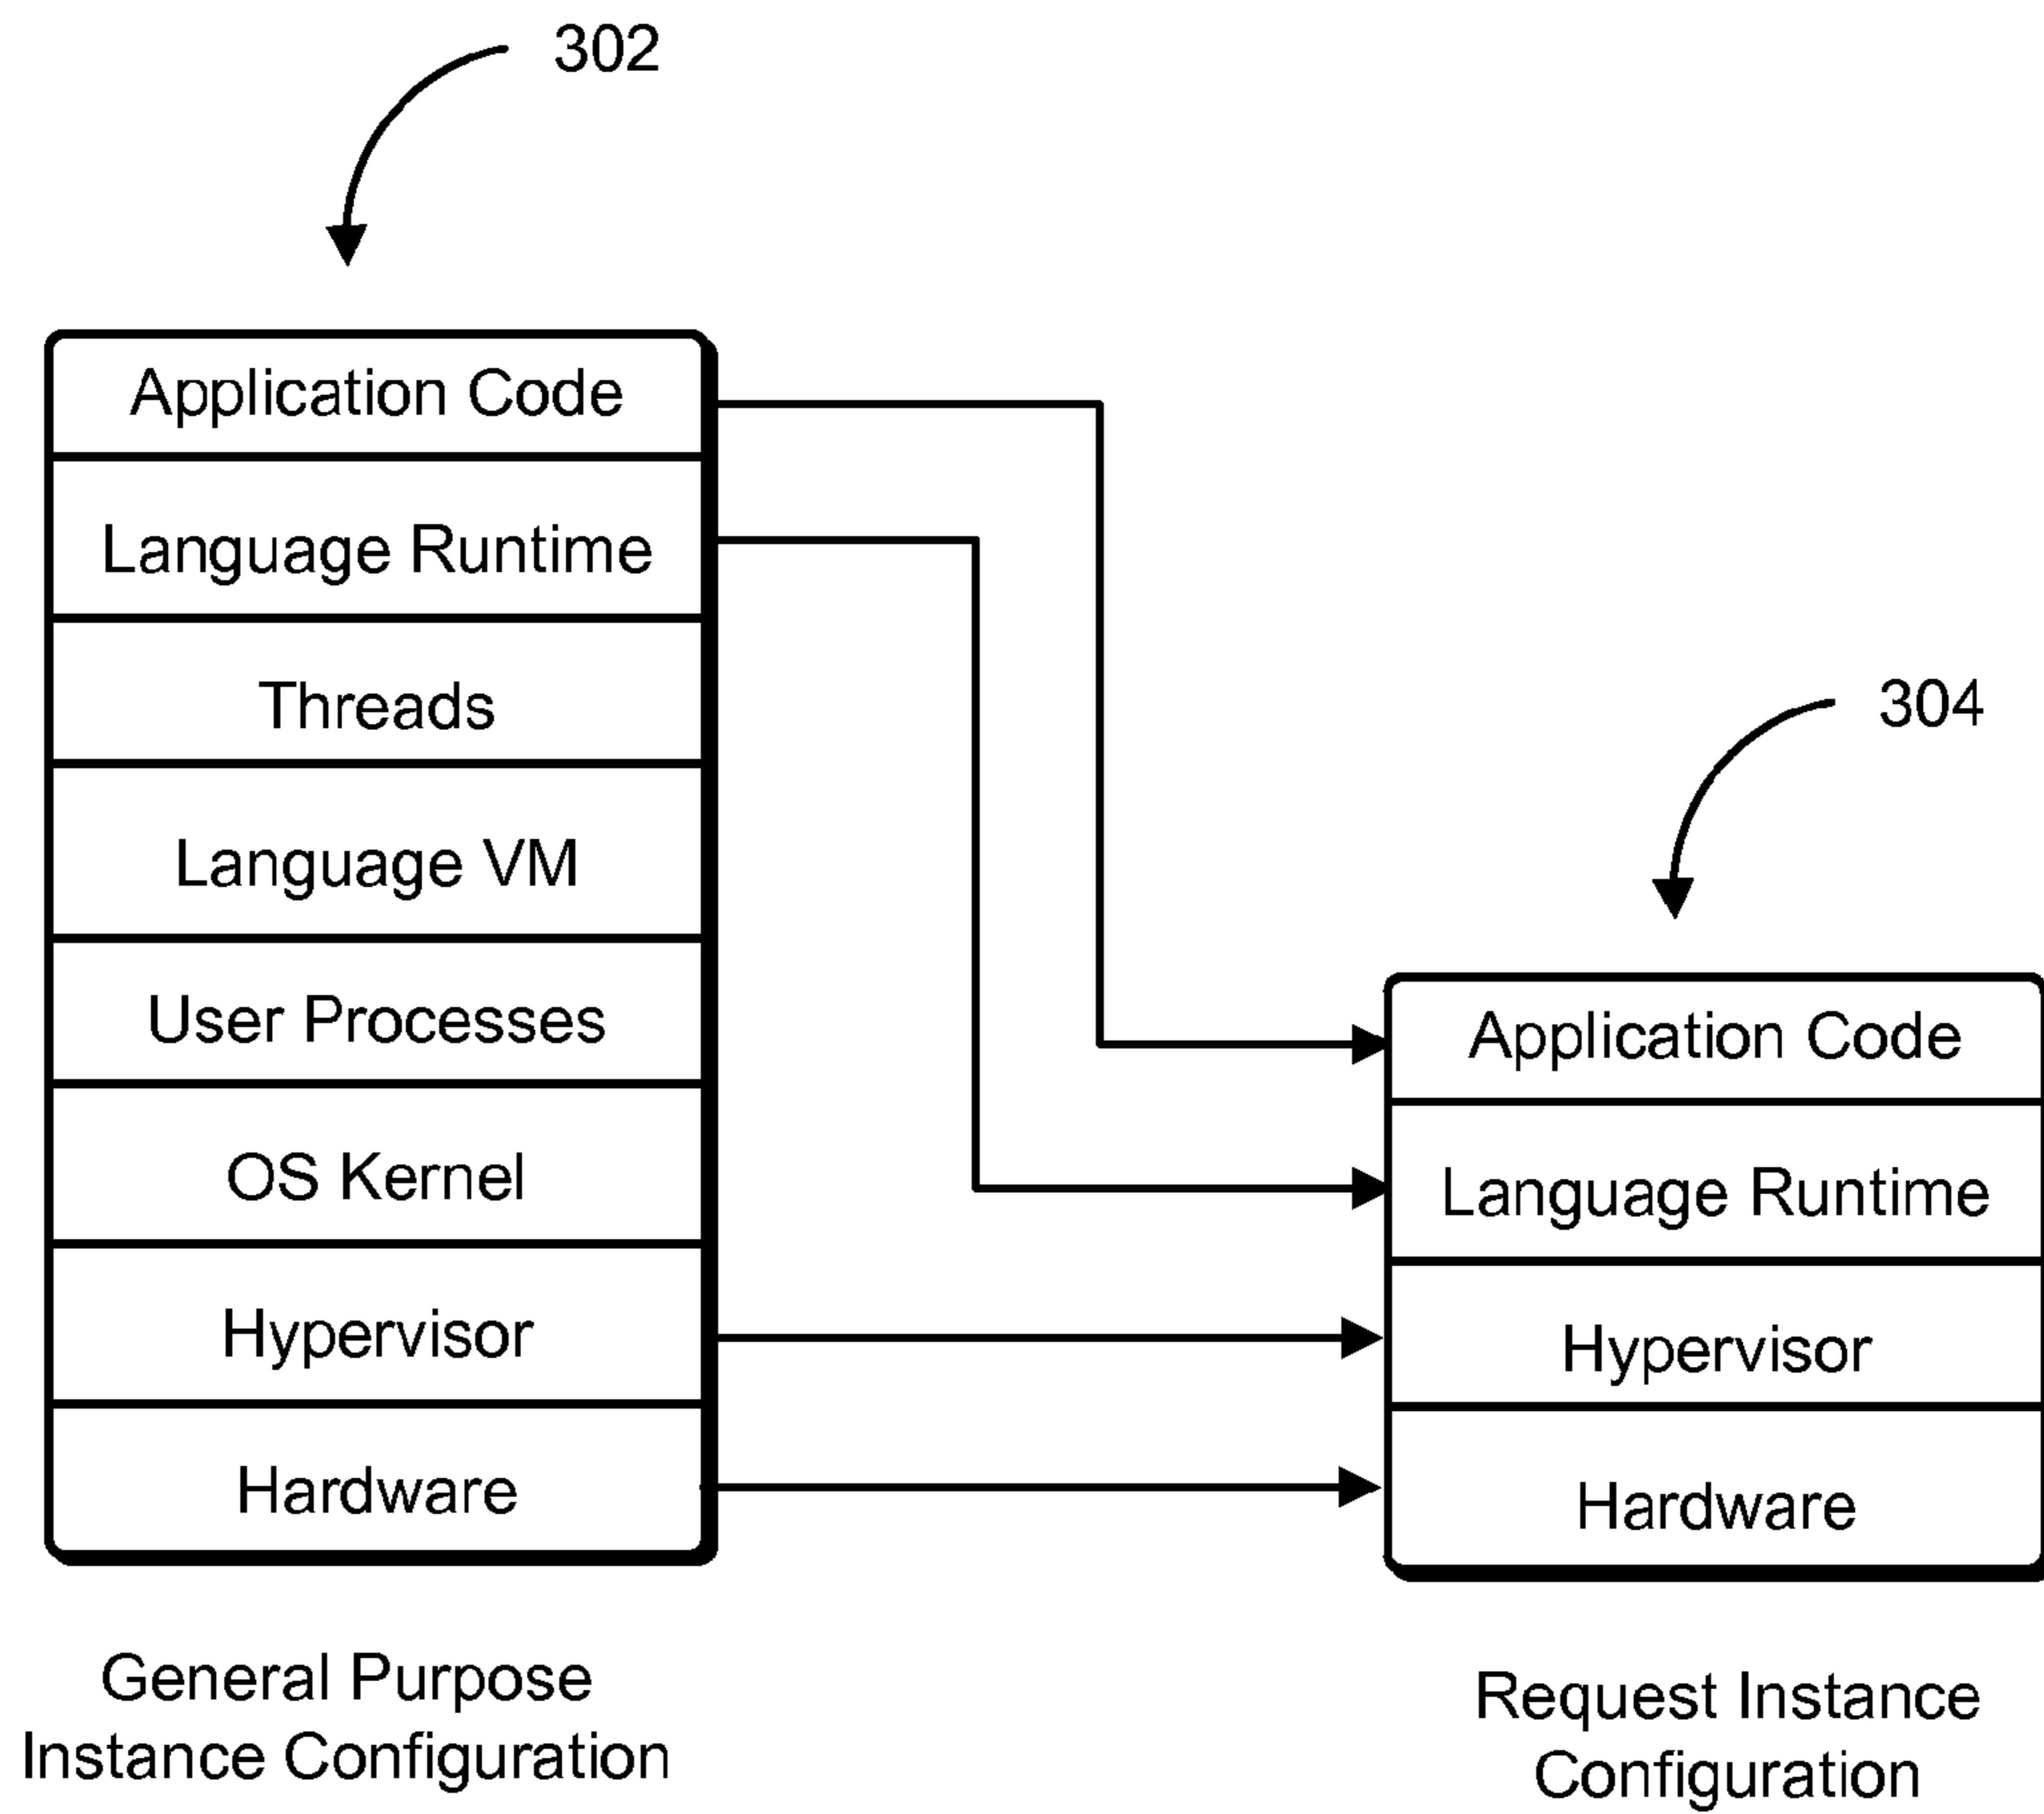 302
Application Code
Language Runtime
Threads
Language VM
User Processes
OS Kernel
Hypervisor
Hardware
General Purpose
Instance Configuration
304
Application Code
Language Runtime
Hypervisor
Hardware
Request Instance
Configuration